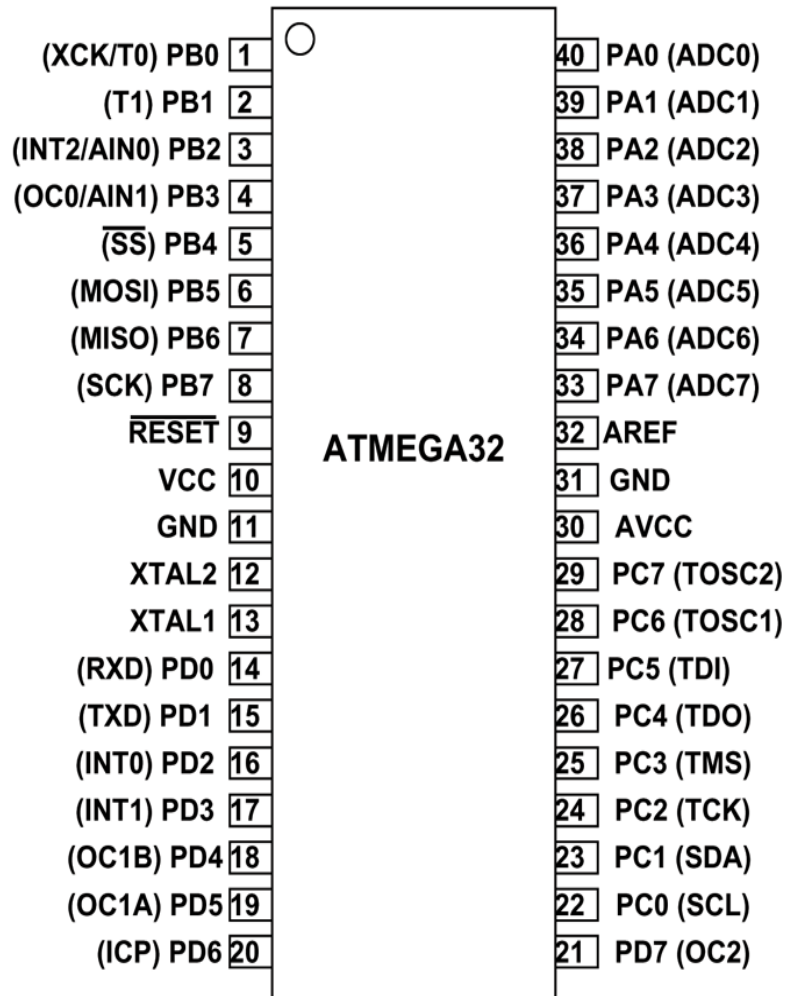 (XCK/T0) PB0 1 40 PA0 (ADC0)
(T1) PB1 2 39 PA1 (ADC1)
(INT2/AIN0) PB2 3 38 PA2 (ADC2)
(OC0/AIN1) PB3 4 37 PA3 (ADC3)
(S̅S̅) PB4 5 36 PA4 (ADC4)
(MOSI) PB5 6 35 PA5 (ADC5)
(MISO) PB6 7 34 PA6 (ADC6)
(SCK) PB7 8 33 PA7 (ADC7)
R̅E̅S̅E̅T̅ 9 32 AREF
ATMEGA32
VCC 10 31 GND
GND 11 30 AVCC
XTAL2 12 29 PC7 (TOSC2)
XTAL1 13 28 PC6 (TOSC1)
(RXD) PD0 14 27 PC5 (TDI)
(TXD) PD1 15 26 PC4 (TDO)
(INT0) PD2 16 25 PC3 (TMS)
(INT1) PD3 17 24 PC2 (TCK)
(OC1B) PD4 18 23 PC1 (SDA)
(OC1A) PD5 19 22 PC0 (SCL)
(ICP) PD6 20 21 PD7 (OC2)